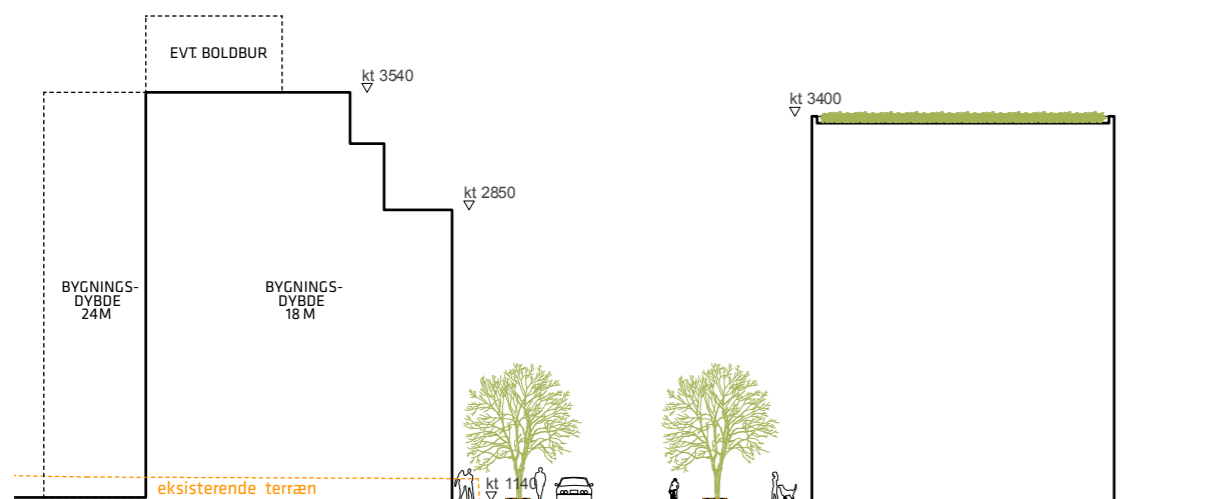 EVT. BOLDBUR
kt 3540
kt 3400
kt 2850
BYGNINGS-
DYBDE
24M
BYGNINGS-
DYBDE
18 M
kt 1140
eksisterende terræn